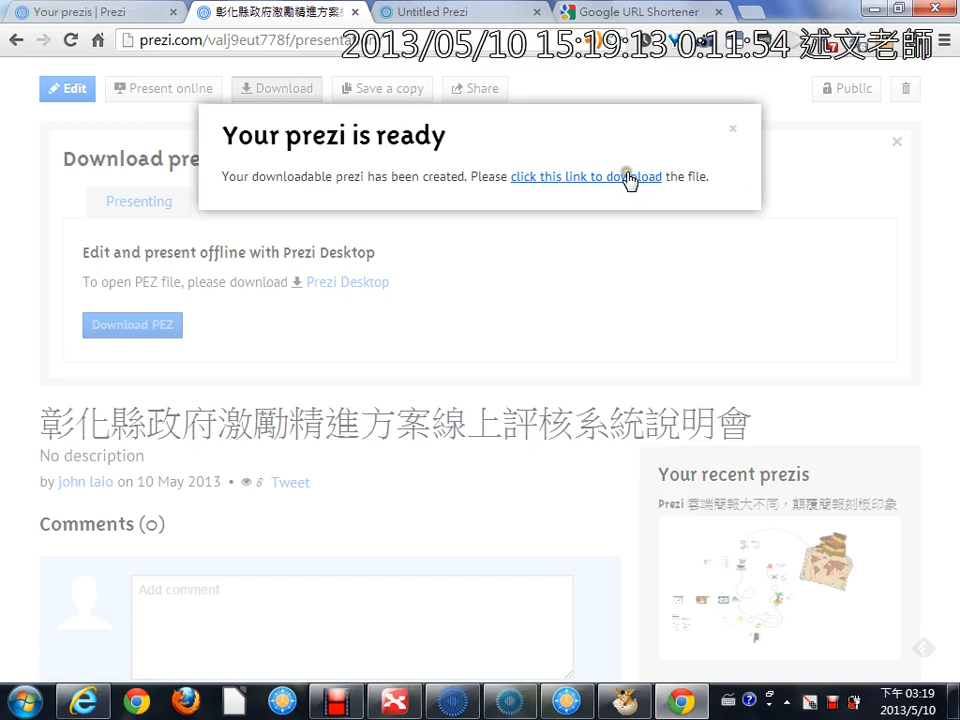 Your prezis | Prezi
彰化縣政府激勵精進方案
Untitled Prezi
Google URL Shortener
prezi.com/valj9eut778f/presenta
2013/05/10 15:19:13 0:11:54 述文老師
Edit
Present online
Download
Save a copy
Share
Public
Your prezi is ready
Your downloadable prezi has been created. Please click this link to download the file.
Download pre
Presenting
Edit and present offline with Prezi Desktop
To open PEZ file, please download Prezi Desktop
Download PEZ
彰化縣政府激勵精進方案線上評核系統說明會
No description
by john laio on 10 May 2013 • 8 Tweet
Comments (0)
Add comment
Your recent prezis
Prezi 雲端簡報大不同，顛覆簡報刻板印象
下午 03:19
2013/5/10